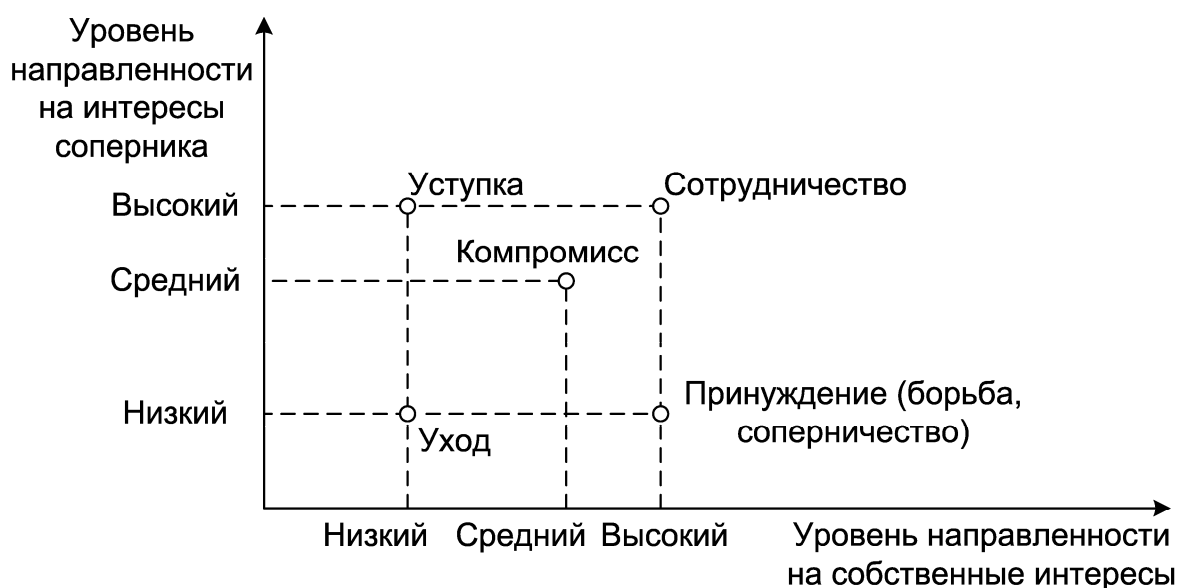 Уровень
направленности
на интересы
соперника
Уступка
Сотрудничество
Высокий
Компромисс
Средний
Принуждение (борьба,
соперничество)
Низкий
Уход
Низкий
Средний
Высокий
Уровень направленности
на собственные интересы